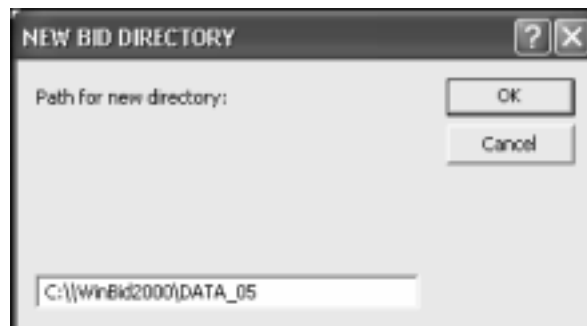 NEW BID DIRECTORY
Path for new directory:
OK
Cancel
C:\\WinBid2000\DATA_05